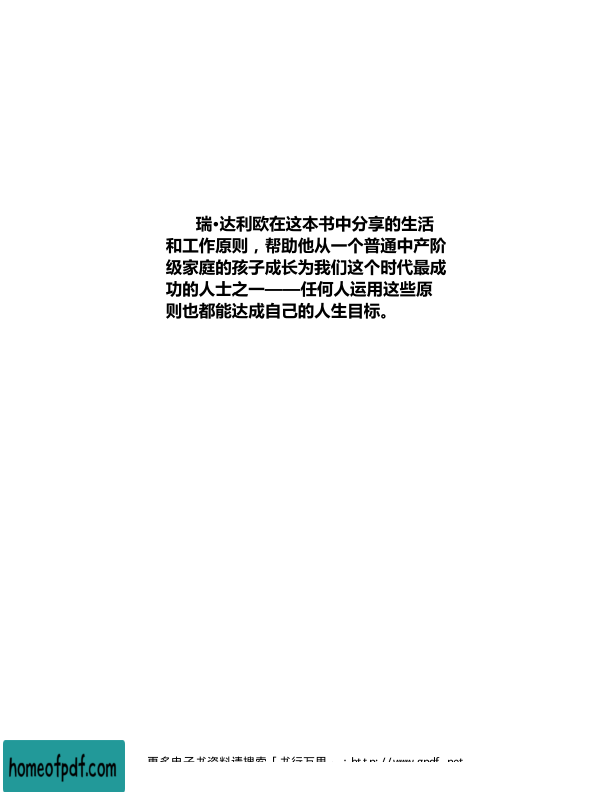 瑞•达利欧在这本书中分享的生活
和工作原则，帮助他从一个普通中产阶
级家庭的孩子成长为我们这个时代最成
功的人士之一——任何人运用这些原
则也都能达成自己的人生目标。
更多电子书资料请搜索「书行万里
homeofpdf.com